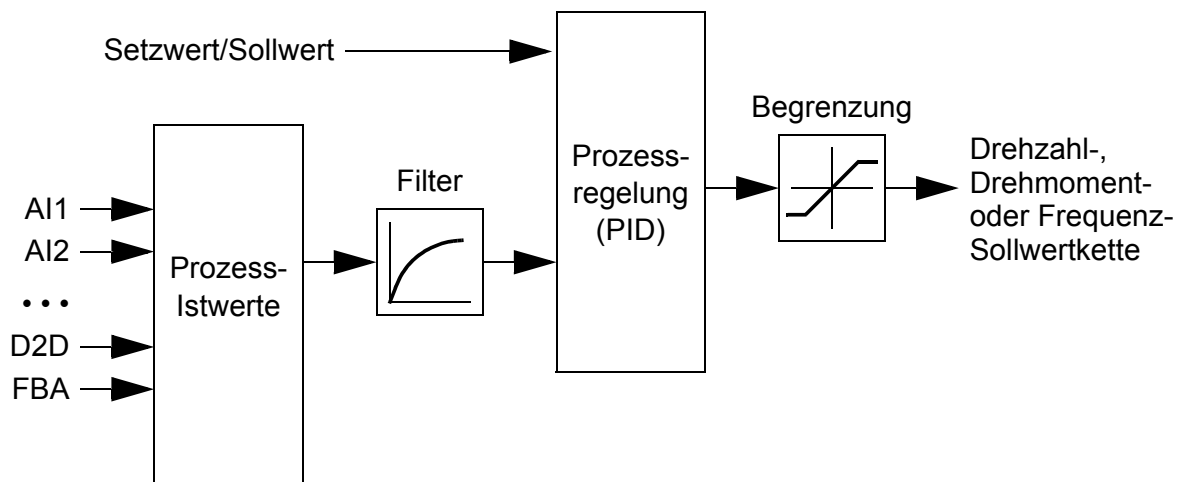 Setzwert/Sollwert
AI1
AI2
• • •
D2D
FBA
Prozess-
Istwerte
Filter
Prozess-
regelung
(PID)
Begrenzung
Drehzahl-,
Drehmoment-
oder Frequenz-
Sollwertkette